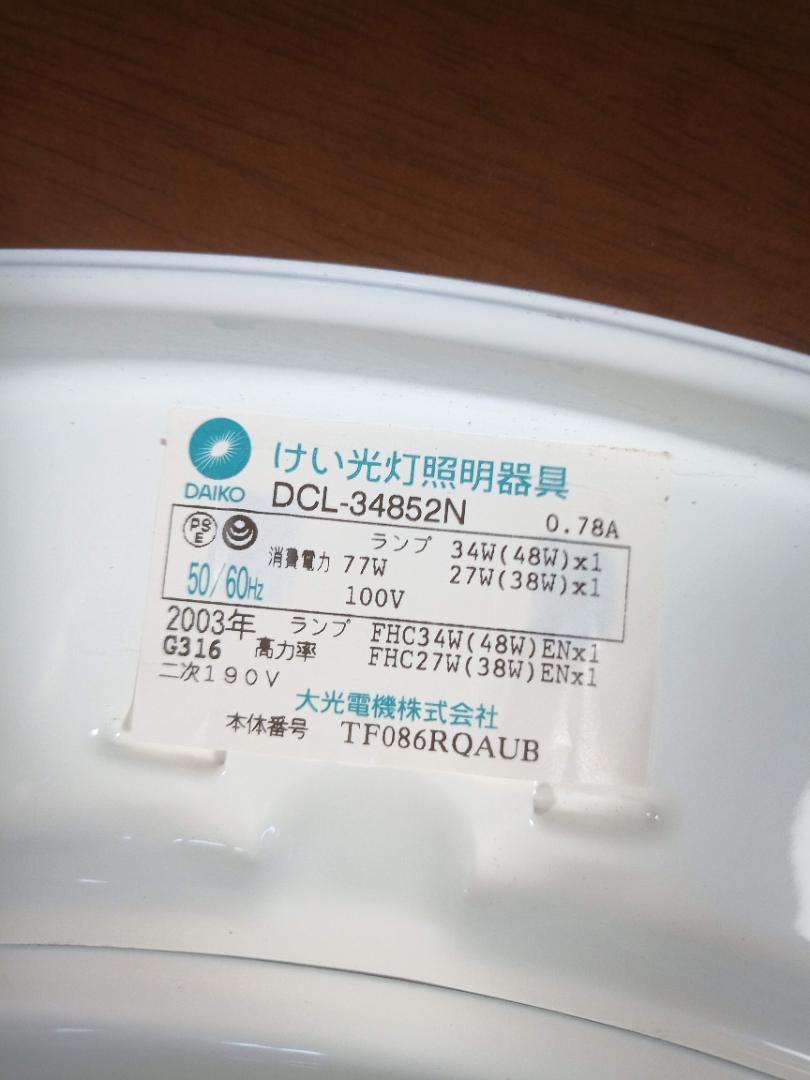 DAIKO
けい光灯照明器具
DCL-34852N
0.78A
PS
E
ランプ 34W(48W)x1
消費電力 77W 27W(38W)x1
50/60Hz
100V
2003年 ランプ FHC34W(48W)ENx1
G316 高力率 FHC27W(38W)ENx1
二次190V
大光電機株式会社
本体番号 TF086RQAUB